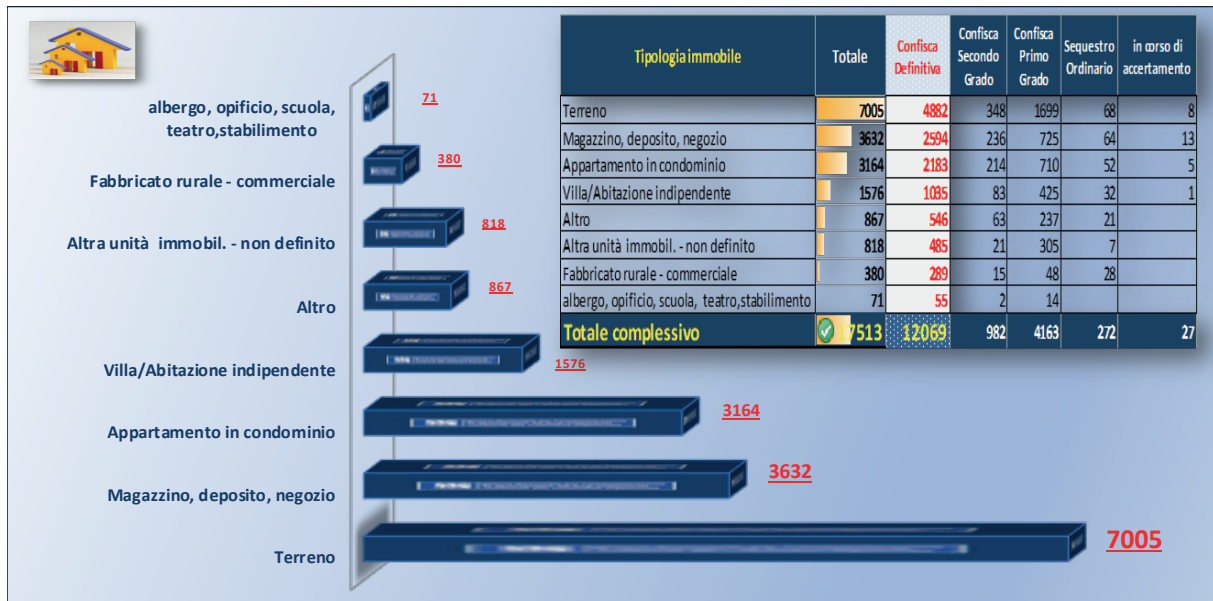 albergo, opificio, scuola,
teatro,stabilimento
71
Fabbricato rurale - commerciale
380
Altra unità immobil. - non definito
818
Altro
867
Villa/Abitazione indipendente
1576
Appartamento in condominio
3164
Magazzino, deposito, negozio
3632
Terreno
7005
Tipologia immobile Totale Confisca Definitiva Confisca Secondo Grado Confisca Primo Grado Sequestro Ordinario in corso di accertamento
Terreno 7005 4882 348 1699 68 8
Magazzino, deposito, negozio 3632 2594 236 725 64 13
Appartamento in condominio 3164 2183 214 710 52 5
Villa/Abitazione indipendente 1576 1035 83 425 32 1
Altro 867 546 63 237 21
Altra unità immobil. - non definito 818 485 21 305 7
Fabbricato rurale - commerciale 380 289 15 48 28
albergo, opificio, scuola, teatro,stabilimento 71 55 2 14
Totale complessivo 7513 12069 982 4163 272 27